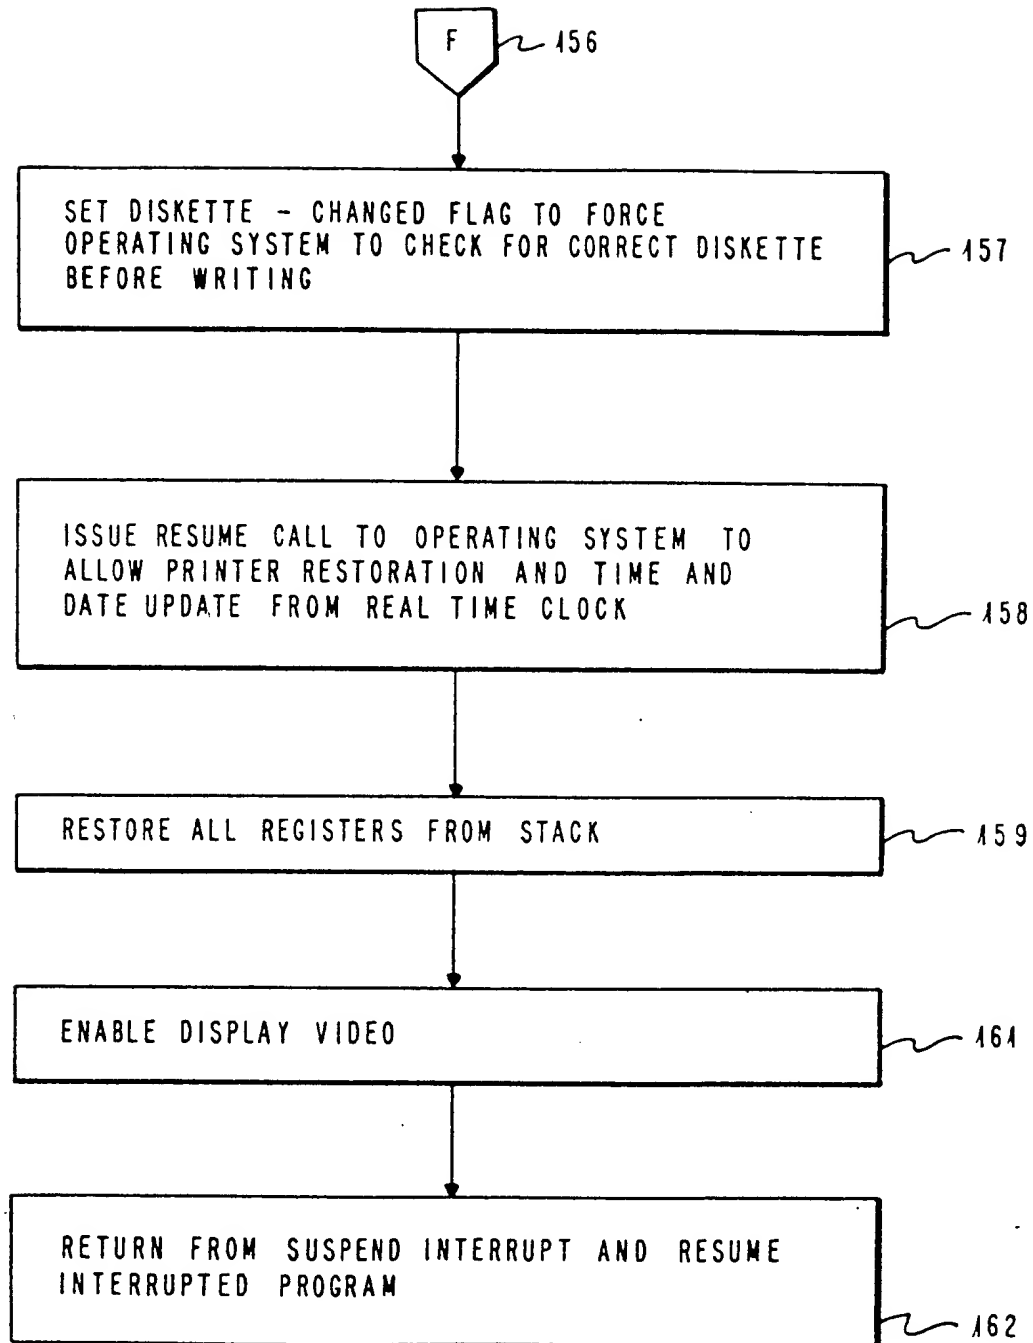 F 156
SET DISKETTE - CHANGED FLAG TO FORCE
OPERATING SYSTEM TO CHECK FOR CORRECT DISKETTE
BEFORE WRITING
157
ISSUE RESUME CALL TO OPERATING SYSTEM TO
ALLOW PRINTER RESTORATION AND TIME AND
DATE UPDATE FROM REAL TIME CLOCK
158
RESTORE ALL REGISTERS FROM STACK
159
ENABLE DISPLAY VIDEO
161
RETURN FROM SUSPEND INTERRUPT AND RESUME
INTERRUPTED PROGRAM
162